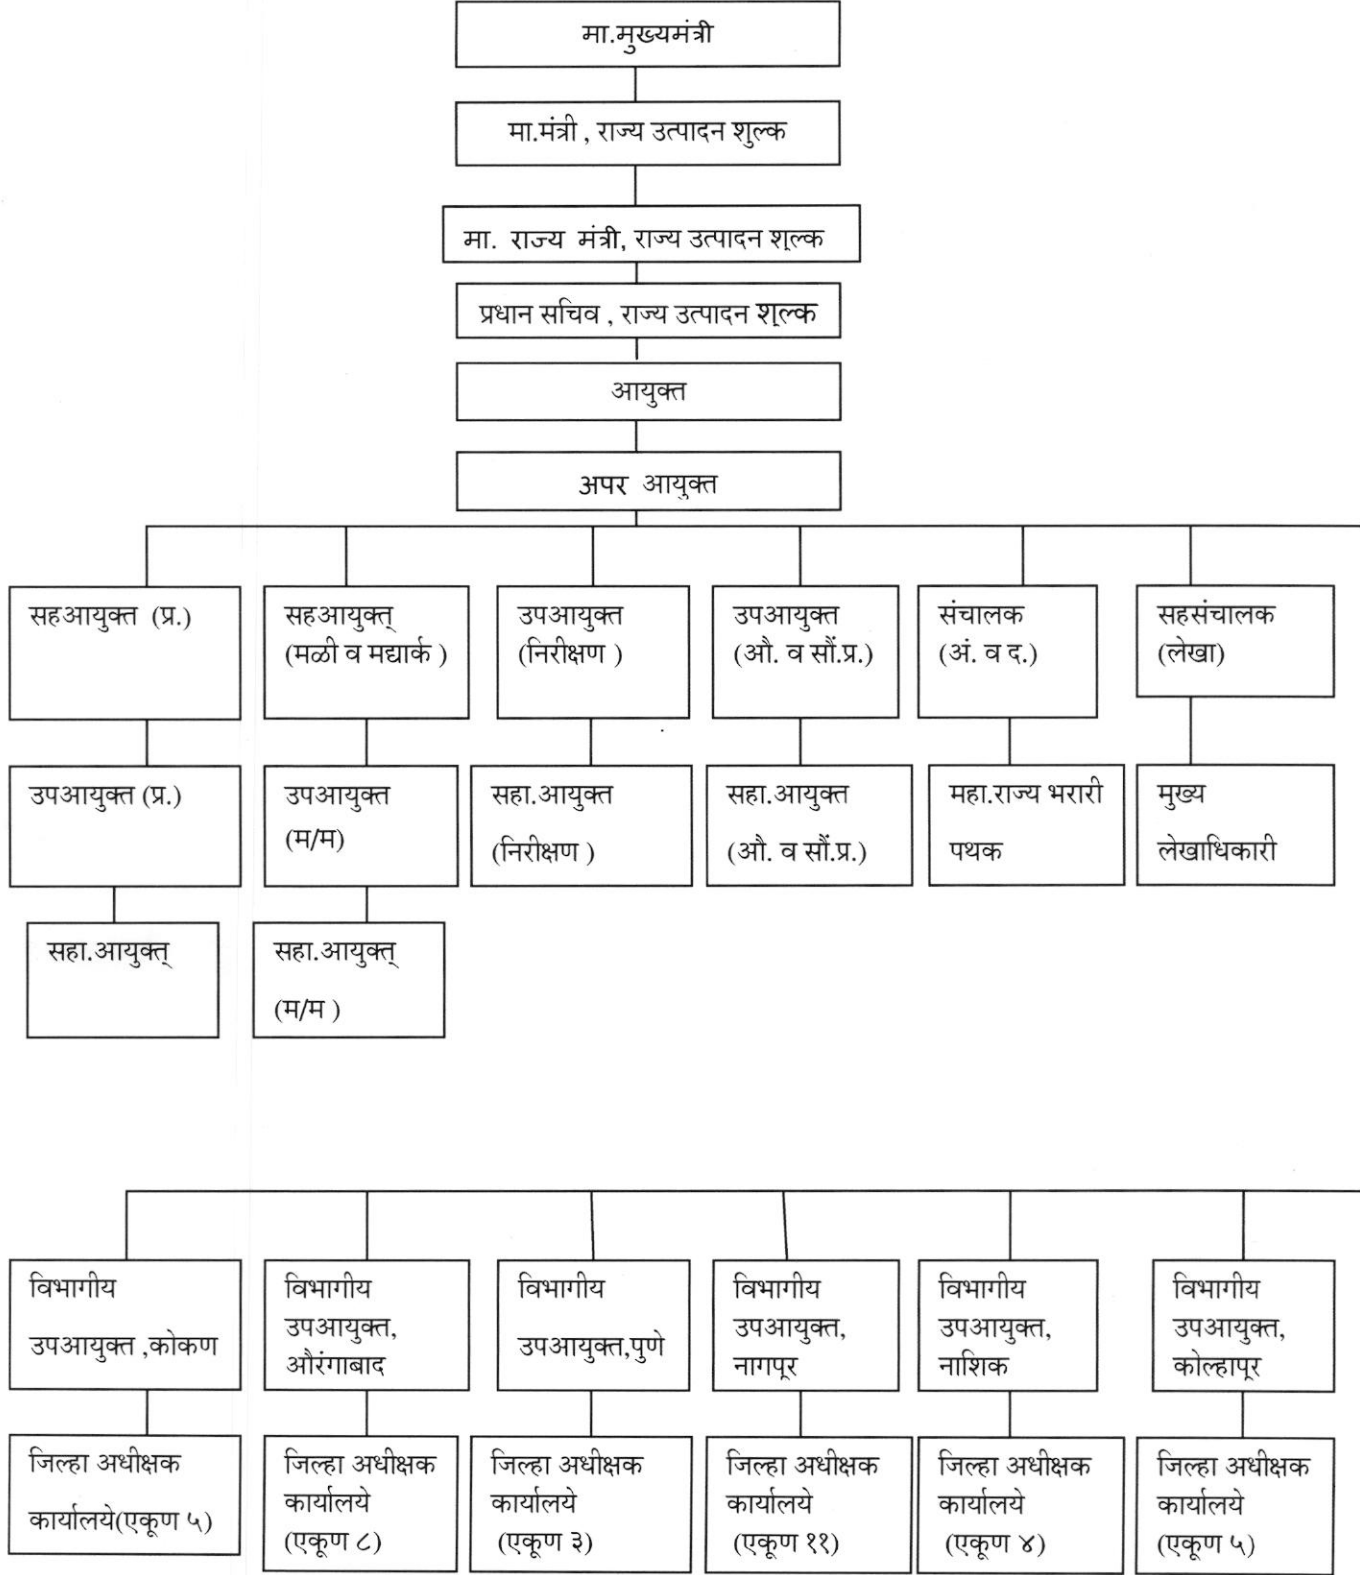 मा.मुख्यमंत्री
मा.मंत्री , राज्य उत्पादन शुल्क
मा. राज्य मंत्री, राज्य उत्पादन शूल्क
प्रधान सचिव , राज्य उत्पादन शूल्क
आयुक्त
अपर आयुक्त
सहआयुक्त (प्र.)
सहआयुक्त्
(मळी व मद्यार्क )
उपआयुक्त
(निरीक्षण )
उपआयुक्त
(औ. व सौं.प्र.)
संचालक
(अं. व द.)
सहसंचालक
(लेखा)
उपआयुक्त (प्र.)
उपआयुक्त
(म/म)
सहा.आयुक्त
(निरीक्षण )
सहा.आयुक्त
(औ. व सौं.प्र.)
महा.राज्य भरारी
पथक
मुख्य
लेखाधिकारी
सहा.आयुक्त्
सहा.आयुक्त्
(म/म )
विभागीय
उपआयुक्त ,कोकण
विभागीय
उपआयुक्त,
औरंगाबाद
विभागीय
उपआयुक्त,पुणे
विभागीय
उपआयुक्त,
नागपूर
विभागीय
उपआयुक्त,
नाशिक
विभागीय
उपआयुक्त,
कोल्हापूर
जिल्हा अधीक्षक
कार्यालये(एकूण ५)
जिल्हा अधीक्षक
कार्यालये
(एकूण ८)
जिल्हा अधीक्षक
कार्यालये
(एकूण ३)
जिल्हा अधीक्षक
कार्यालये
(एकूण ११)
जिल्हा अधीक्षक
कार्यालये
(एकूण ४)
जिल्हा अधीक्षक
कार्यालये
(एकूण ५)